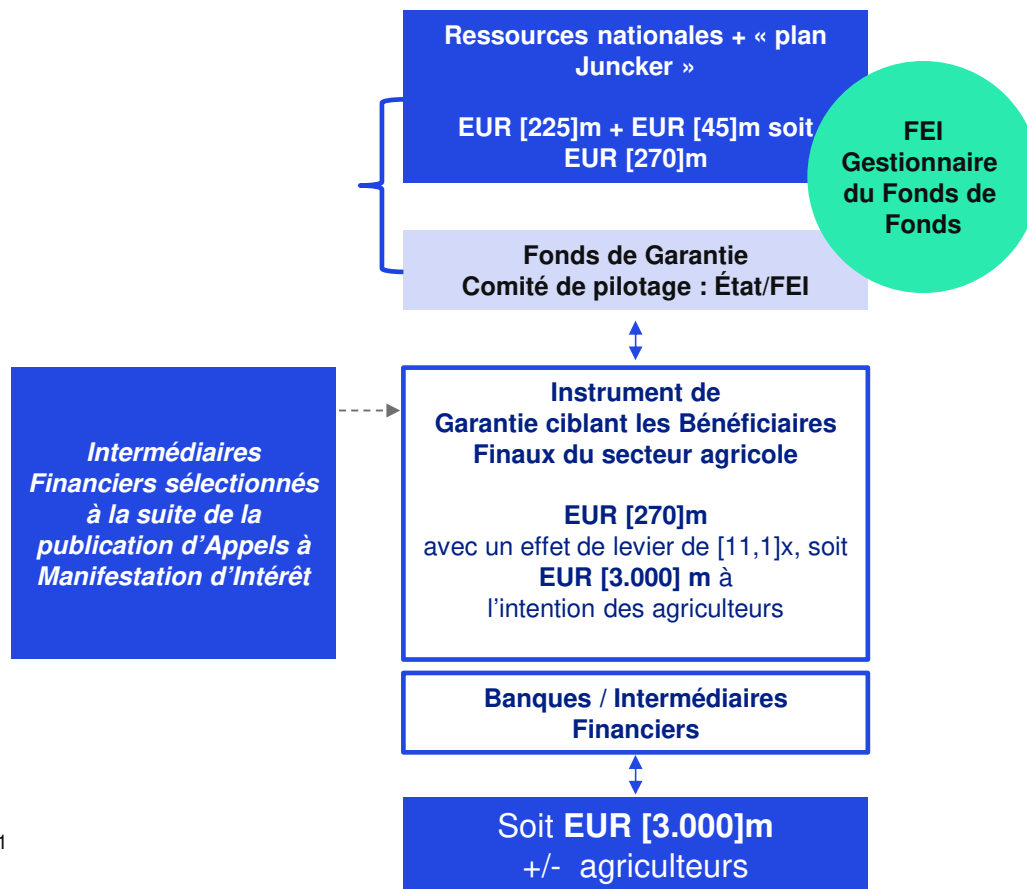 Ressources nationales + « plan
Juncker »
EUR [225]m + EUR [45]m soit
EUR [270]m
FEI
Gestionnaire
du Fonds de
Fonds
Fonds de Garantie
Comité de pilotage : État/FEI
Intermédiaires
Financiers sélectionnés
à la suite de la
publication d’Appels à
Manifestation d’Intérêt
Instrument de
Garantie ciblant les Bénéficiaires
Finaux du secteur agricole
EUR [270]m
avec un effet de levier de [11,1]x, soit
EUR [3.000] m à
l’intention des agriculteurs
Banques / Intermédiaires
Financiers
Soit EUR [3.000]m
+/- agriculteurs
1